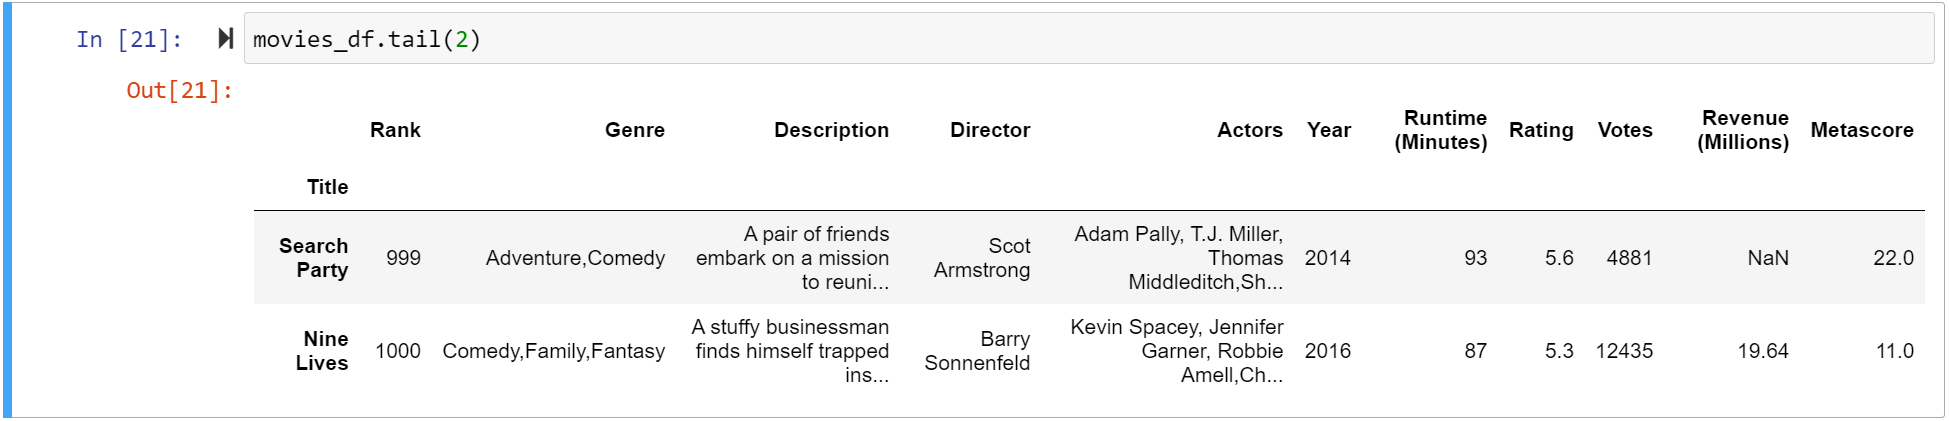 In [21]: movies_df.tail(2)
Out[21]:
Rank Genre Description Director Actors Year Runtime (Minutes) Rating Votes Revenue (Millions) Metascore
Title
Search Party 999 Adventure,Comedy A pair of friends embark on a mission to reuni... Scot Armstrong Adam Pally, T.J. Miller, Thomas Middleditch,Sh... 2014 93 5.6 4881 NaN 22.0
Nine Lives 1000 Comedy,Family,Fantasy A stuffy businessman finds himself trapped ins... Barry Sonnenfeld Kevin Spacey, Jennifer Garner, Robbie Amell,Ch... 2016 87 5.3 12435 19.64 11.0